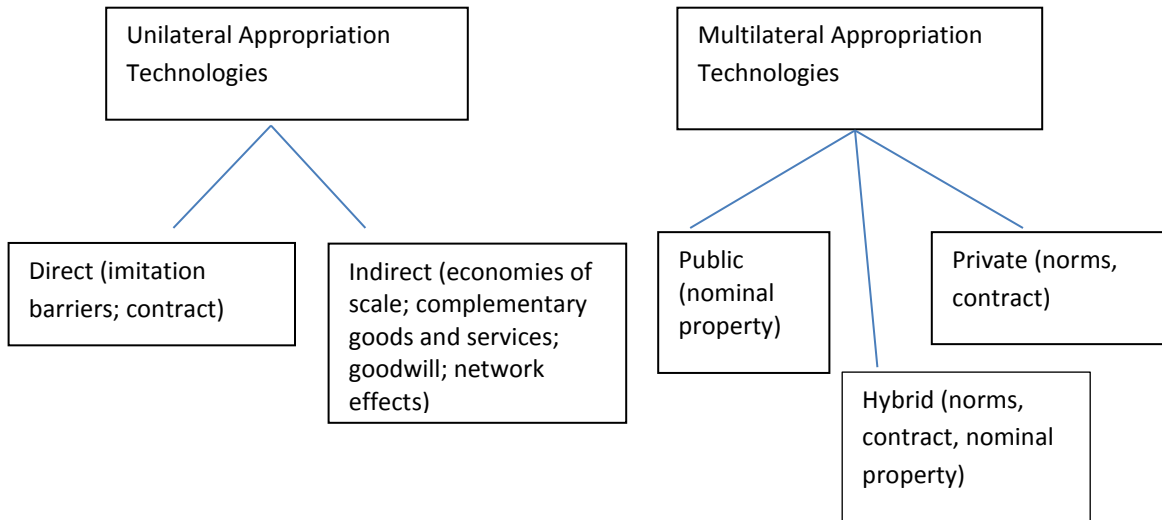 Unilateral Appropriation
Technologies
Multilateral Appropriation
Technologies
Direct (imitation
barriers; contract)
Indirect (economies of
scale; complementary
goods and services;
goodwill; network
effects)
Public
(nominal
property)
Private (norms,
contract)
Hybrid (norms,
contract, nominal
property)